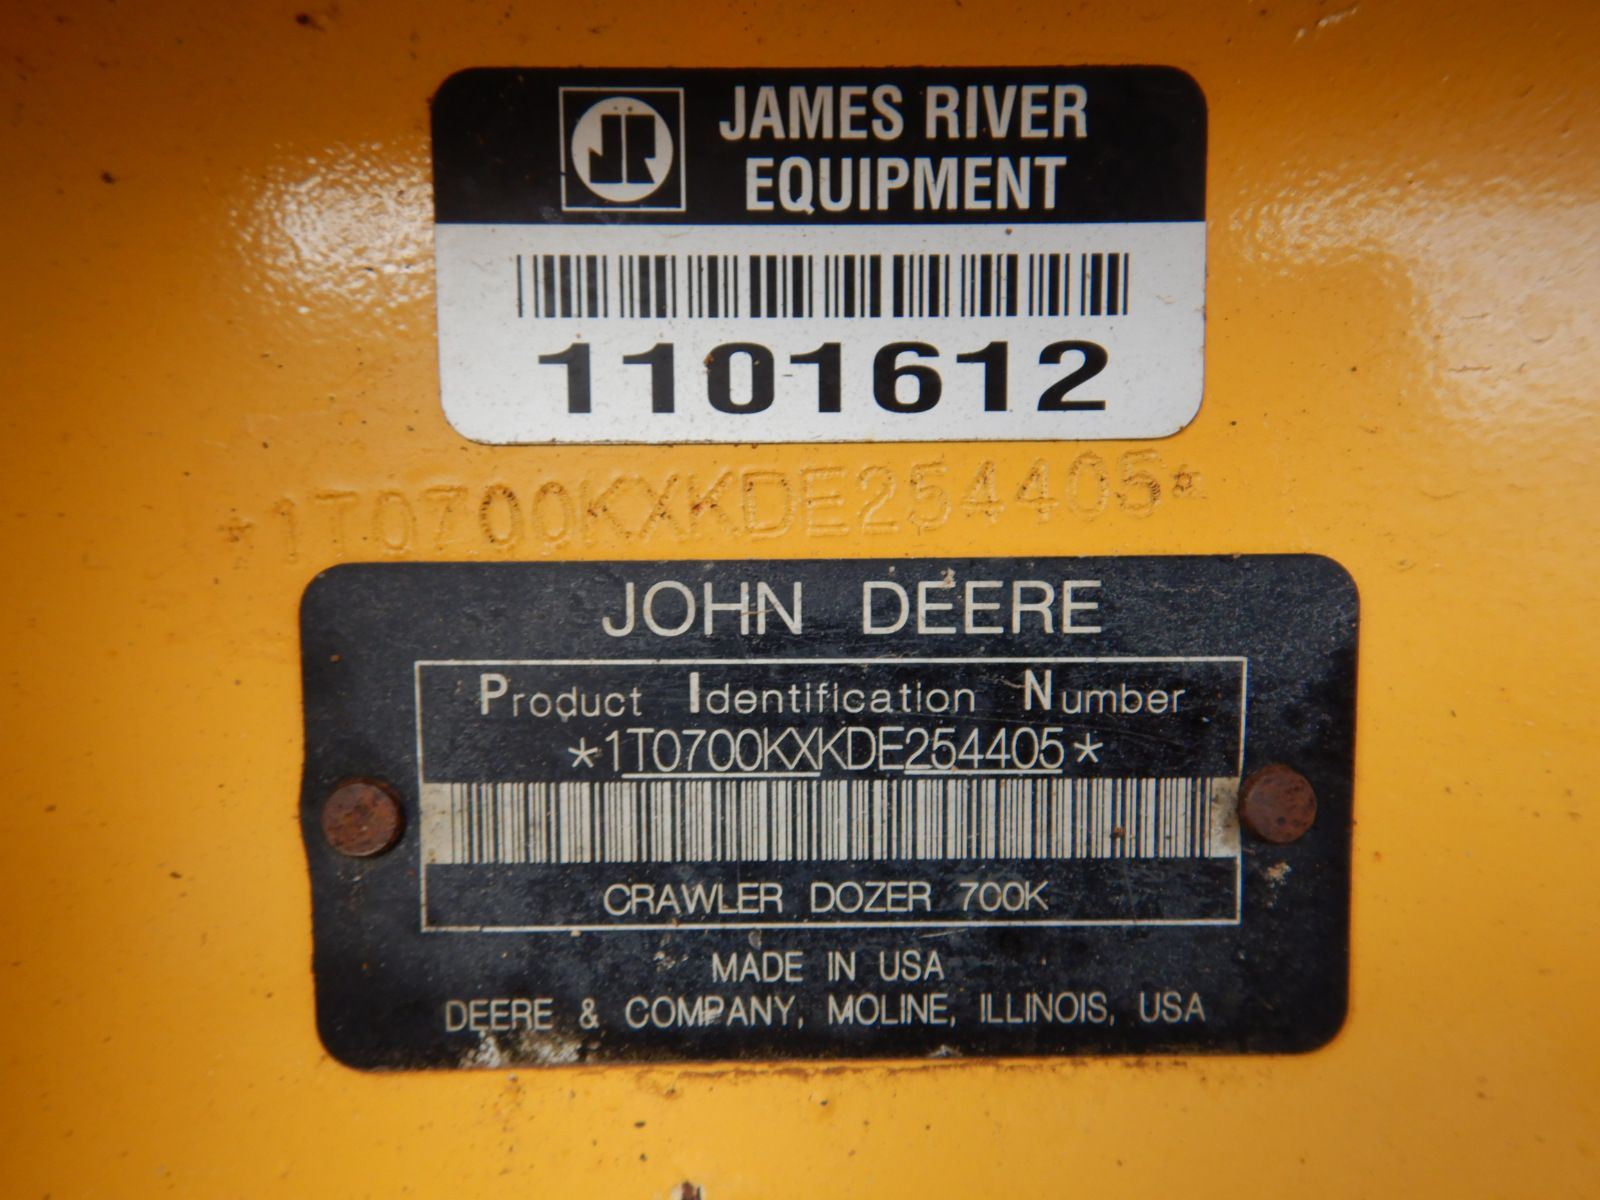 JR JAMES RIVER
EQUIPMENT
1101612
*1T0700KXKDE254405*
JOHN DEERE
Product Identification Number
*1T0700KXKDE254405*
CRAWLER DOZER 700K
MADE IN USA
DEERE & COMPANY, MOLINE, ILLINOIS, USA